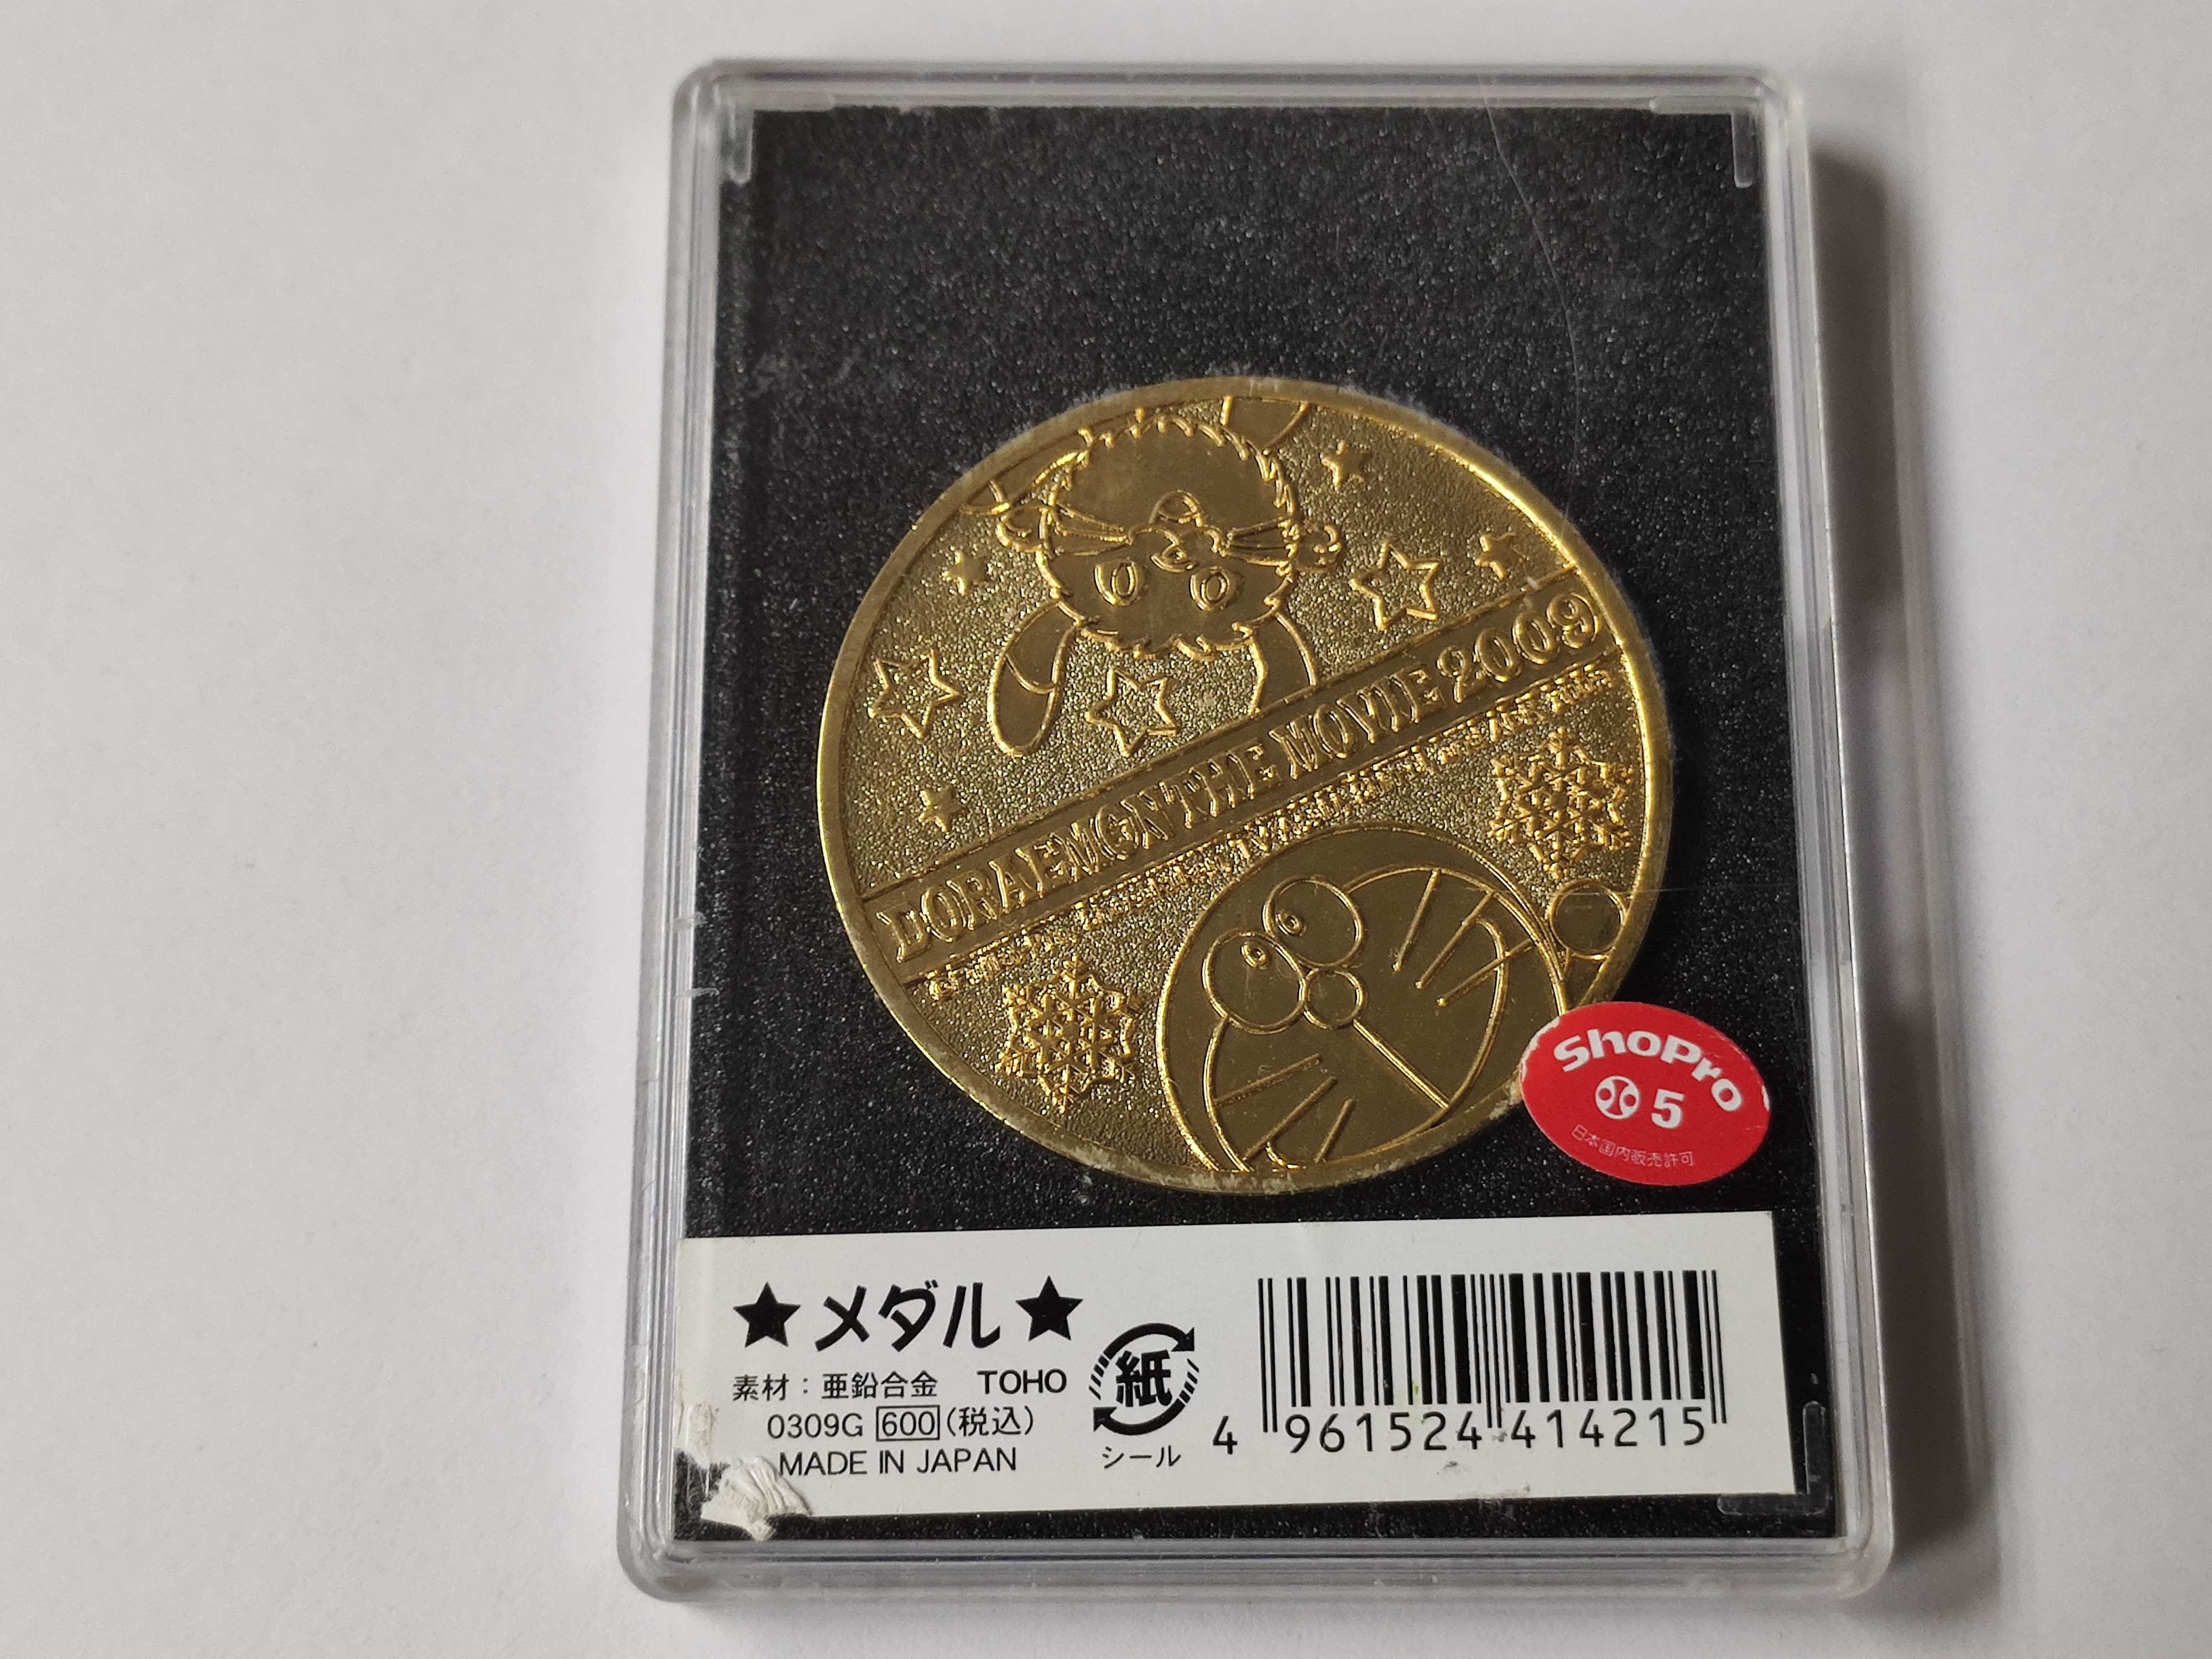 DORAEMON THE MOVIE 2009
ShoPro
5
日本国内販売許可
★メダル★
素材：亜鉛合金 TOHO
0309G 600 (税込)
MADE IN JAPAN
紙
シール
4 961524 414215